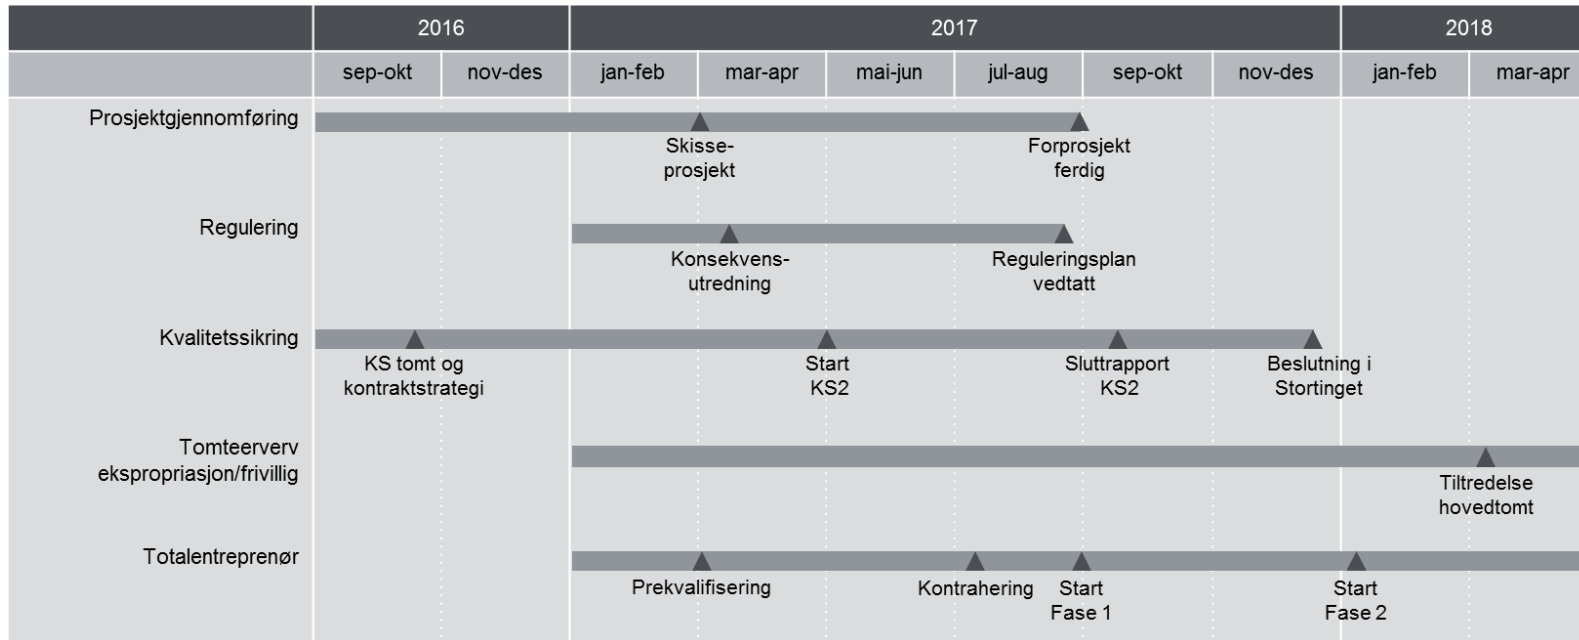 2016 2017 2018
sep-okt nov-des jan-feb mar-apr mai-jun jul-aug sep-okt nov-des jan-feb mar-apr
Prosjektgjennomføring
Skisse-
prosjekt
Forprosjekt
ferdig
Regulering
Konsekvens-
utredning
Reguleringsplan
vedtatt
Kvalitetssikring
KS tomt og
kontraktstrategi
Start
KS2
Sluttrapport
KS2
Beslutning i
Stortinget
Tomteerverv
ekspropriasjon/frivillig
Tiltredelse
hovedtomt
Totalentreprenør
Prekvalifisering
Kontrahering
Start
Fase 1
Start
Fase 2